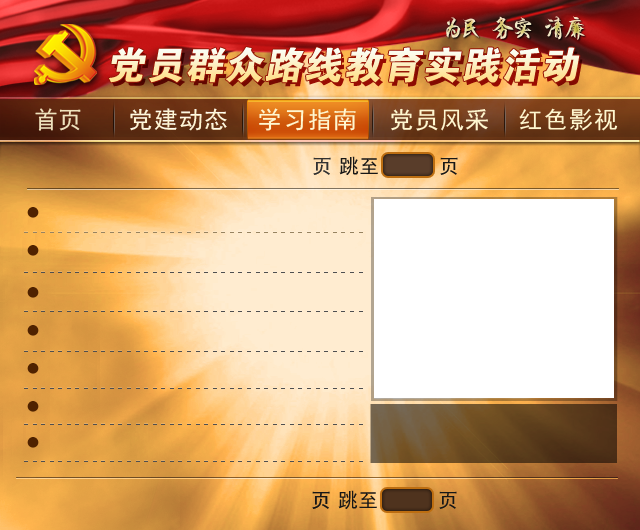 为民 务实 清廉
党员群众路线教育实践活动
首页 党建动态 学习指南 党员风采 红色影视
页 跳至 页
页 跳至 页